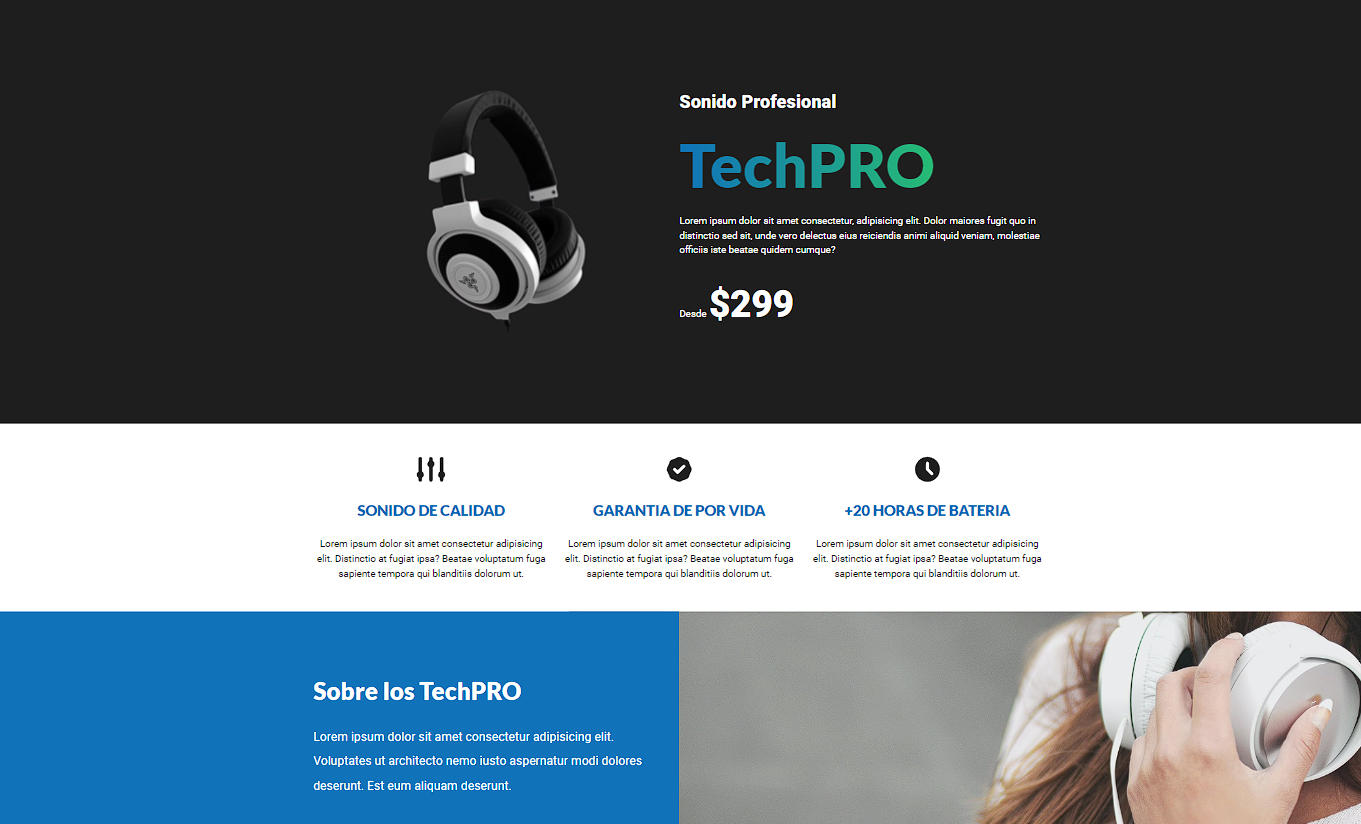 Sonido Profesional
TechPRO
Lorem ipsum dolor sit amet consectetur, adipisicing elit. Dolor maiores fugit quo in
distinctio sed sit, unde vero delectus eius reiciendis animi aliquid veniam, molestiae
officiis iste beatae quidem cumque?
Desde $299
SONIDO DE CALIDAD
Lorem ipsum dolor sit amet consectetur adipisicing
elit. Distinctio at fugiat ipsa? Beatae voluptatum fuga
sapiente tempora qui blanditiis dolorum ut.
GARANTIA DE POR VIDA
Lorem ipsum dolor sit amet consectetur adipisicing
elit. Distinctio at fugiat ipsa? Beatae voluptatum fuga
sapiente tempora qui blanditiis dolorum ut.
+20 HORAS DE BATERIA
Lorem ipsum dolor sit amet consectetur adipisicing
elit. Distinctio at fugiat ipsa? Beatae voluptatum fuga
sapiente tempora qui blanditiis dolorum ut.
Sobre los TechPRO
Lorem ipsum dolor sit amet consectetur adipisicing elit.
Voluptates ut architecto nemo iusto aspernatur modi dolores
deserunt. Est eum aliquam deserunt.